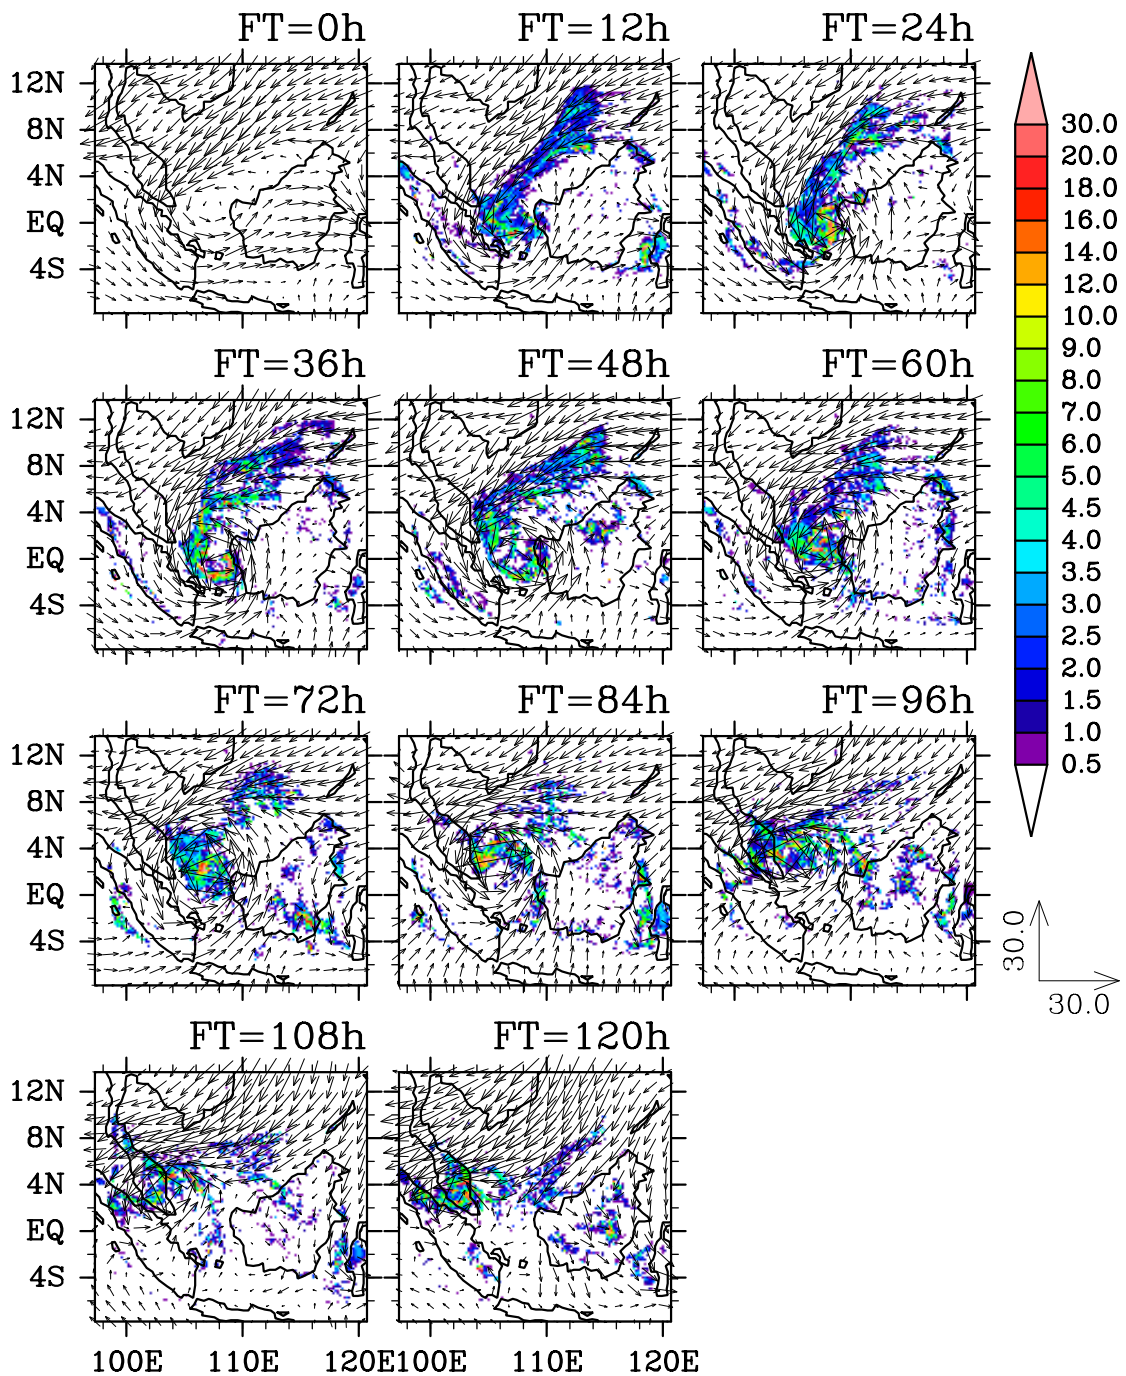 FT=0h FT=12h FT=24h
12N
8N
4N
EQ
4S
FT=36h FT=48h FT=60h
12N
8N
4N
EQ
4S
FT=72h FT=84h FT=96h
12N
8N
4N
EQ
4S
FT=108h FT=120h
12N
8N
4N
EQ
4S
100E 110E 120E 100E 110E 120E
30.0
20.0
18.0
16.0
14.0
12.0
10.0
9.0
8.0
7.0
6.0
5.0
4.5
4.0
3.5
3.0
2.5
2.0
1.5
1.0
0.5
30.0
30.0